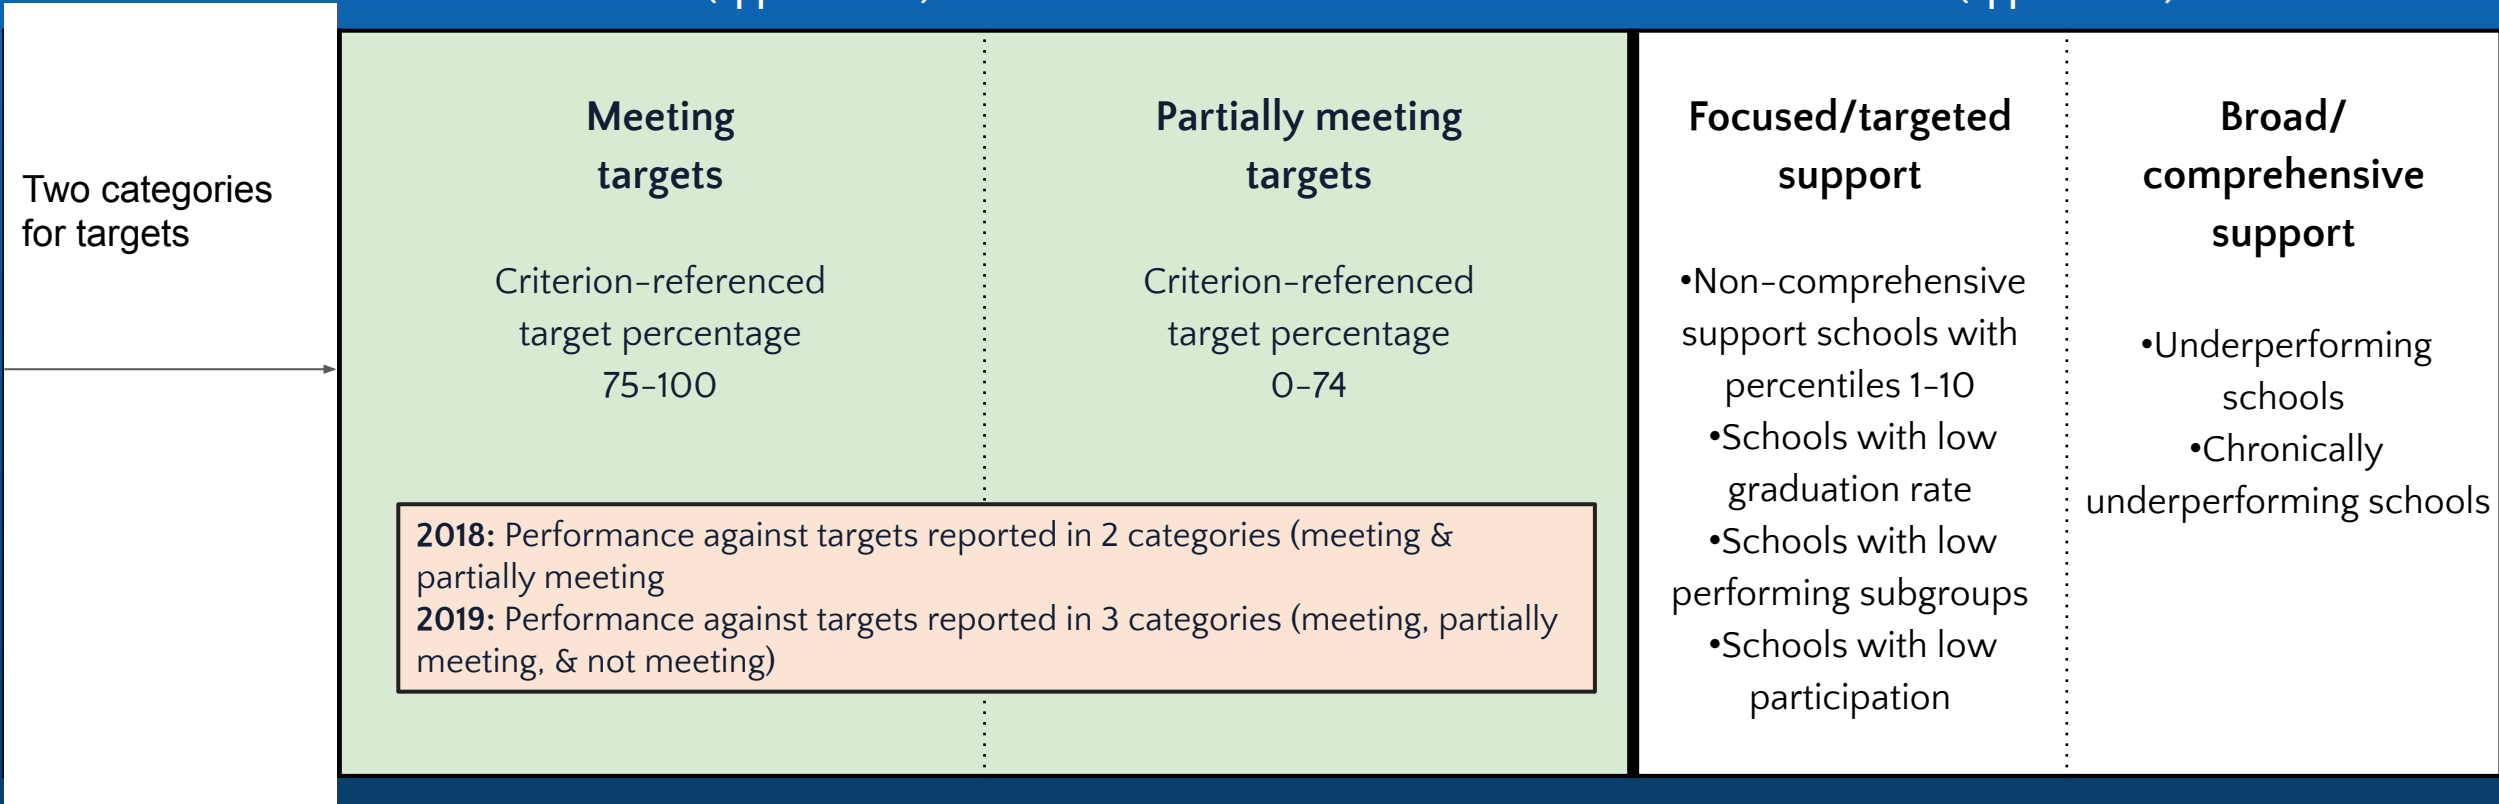 Two categories
for targets
Meeting
targets
Criterion-referenced
target percentage
75-100
Partially meeting
targets
Criterion-referenced
target percentage
0-74
2018: Performance against targets reported in 2 categories (meeting &
partially meeting
2019: Performance against targets reported in 3 categories (meeting, partially
meeting, & not meeting)
Focused/targeted
support
•Non-comprehensive
support schools with
percentiles 1-10
•Schools with low
graduation rate
•Schools with low
performing subgroups
•Schools with low
participation
Broad/
comprehensive
support
•Underperforming
schools
•Chronically
underperforming schools